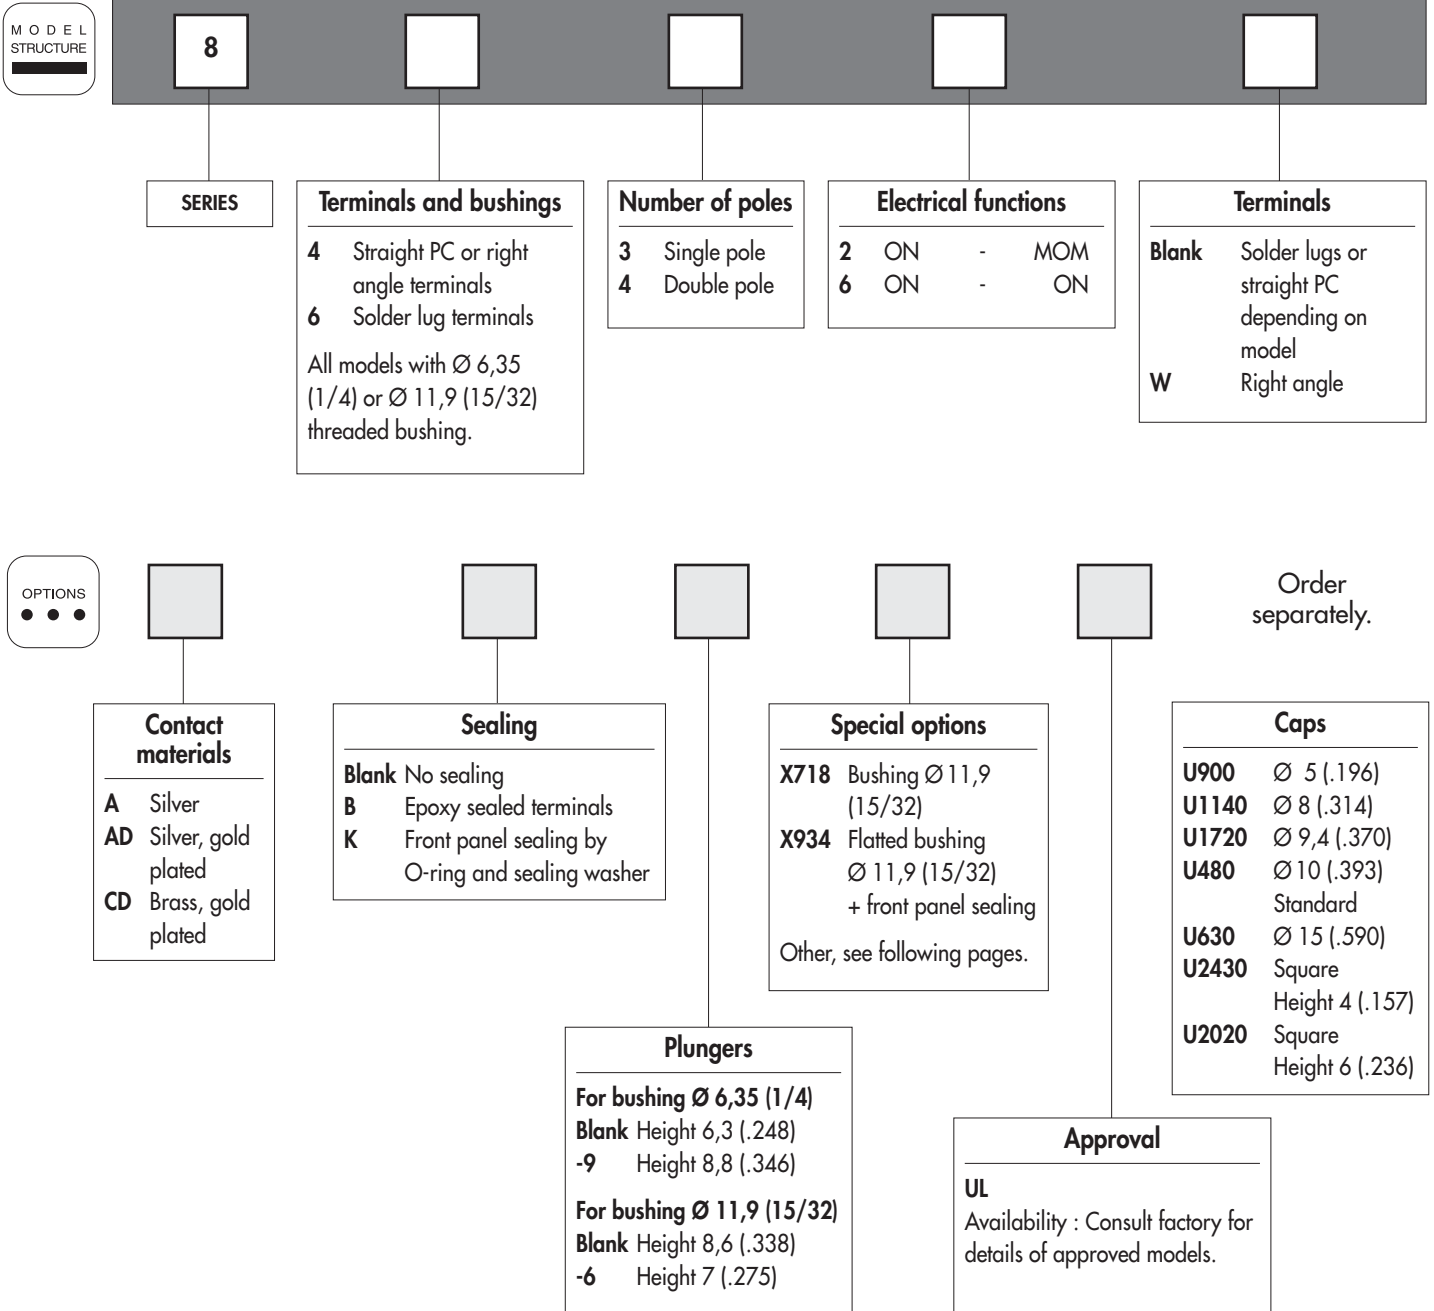 MODEL
STRUCTURE
8
SERIES
Terminals and bushings
4 Straight PC or right
angle terminals
6 Solder lug terminals
All models with Ø 6,35
(1/4) or Ø 11,9 (15/32)
threaded bushing.
Number of poles
3 Single pole
4 Double pole
Electrical functions
2 ON - MOM
6 ON - ON
Terminals
Blank Solder lugs or
straight PC
depending on
model
W Right angle
OPTIONS
Order
separately.
Contact
materials
A Silver
AD Silver, gold
plated
CD Brass, gold
plated
Sealing
Blank No sealing
B Epoxy sealed terminals
K Front panel sealing by
O-ring and sealing washer
Plungers
For bushing Ø 6,35 (1/4)
Blank Height 6,3 (.248)
-9 Height 8,8 (.346)
For bushing Ø 11,9 (15/32)
Blank Height 8,6 (.338)
-6 Height 7 (.275)
Special options
X718 Bushing Ø 11,9
(15/32)
X934 Flatted bushing
Ø 11,9 (15/32)
+ front panel sealing
Other, see following pages.
Approval
UL
Availability : Consult factory for
details of approved models.
Caps
U900 Ø 5 (.196)
U1140 Ø 8 (.314)
U1720 Ø 9,4 (.370)
U480 Ø 10 (.393)
Standard
U630 Ø 15 (.590)
U2430 Square
Height 4 (.157)
U2020 Square
Height 6 (.236)